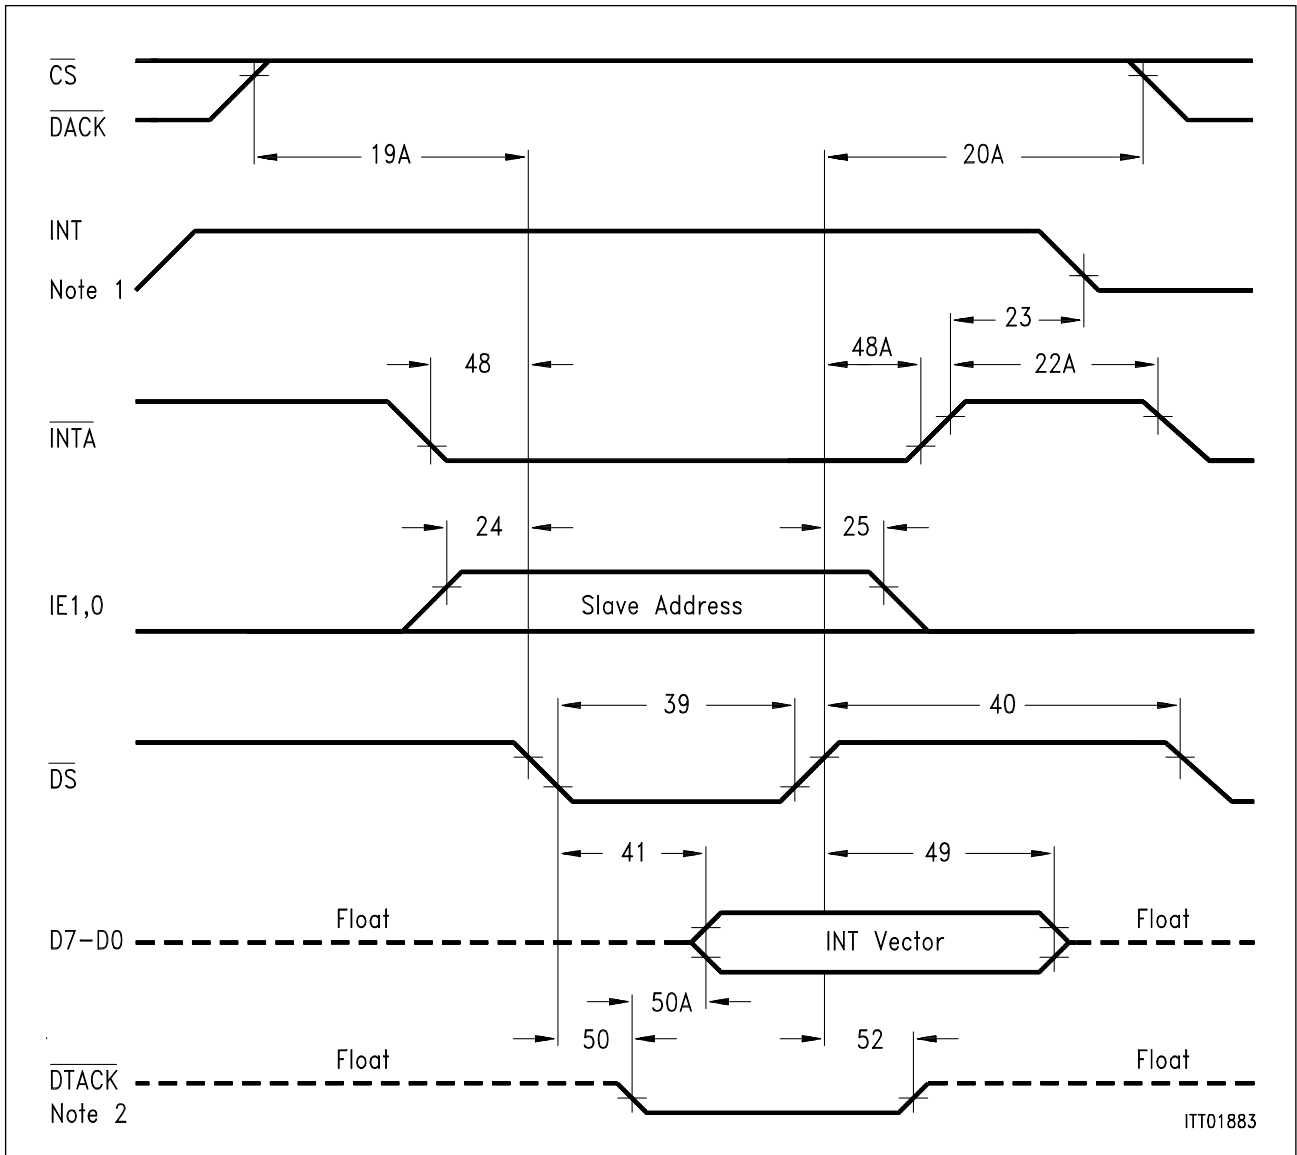 CS
DACK
19A
20A
INT
Note 1
23
48
48A
22A
INTA
24
25
IE1,0
Slave Address
39
40
DS
41
49
Float
Float
D7-D0
INT Vector
50A
50
52
Float
Float
DTACK
Note 2
ITT01883